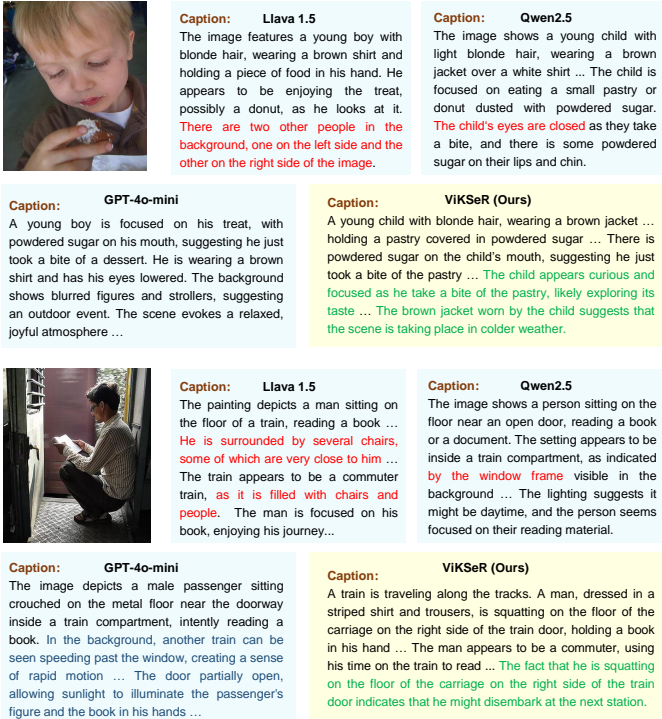 Caption: Llava 1.5
The image features a young boy with
blonde hair, wearing a brown shirt and
holding a piece of food in his hand. He
appears to be enjoying the treat,
possibly a donut, as he looks at it.
There are two other people in the
background, one on the left side and the
other on the right side of the image.
Caption: Qwen2.5
The image shows a young child with
light blonde hair, wearing a brown
jacket over a white shirt ... The child is
focused on eating a small pastry or
donut dusted with powdered sugar.
The child's eyes are closed as they take
a bite, and there is some powdered
sugar on their lips and chin.
Caption: GPT-4o-mini
A young boy is focused on his treat, with
powdered sugar on his mouth, suggesting he just
took a bite of a dessert. He is wearing a brown
shirt and has his eyes lowered. The background
shows blurred figures and strollers, suggesting
an outdoor event. The scene evokes a relaxed,
joyful atmosphere ...
Caption: ViKSeR (Ours)
A young child with blonde hair, wearing a brown jacket ...
holding a pastry covered in powdered sugar ... There is
powdered sugar on the child's mouth, suggesting he just
took a bite of the pastry ... The child appears curious and
focused as he take a bite of the pastry, likely exploring its
taste ... The brown jacket worn by the child suggests that
the scene is taking place in colder weather.
Caption: Llava 1.5
The painting depicts a man sitting on
the floor of a train, reading a book ...
He is surrounded by several chairs,
some of which are very close to him ...
The train appears to be a commuter
train, as it is filled with chairs and
people. The man is focused on his
book, enjoying his journey...
Caption: Qwen2.5
The image shows a person sitting on the
floor near an open door, reading a book
or a document. The setting appears to be
inside a train compartment, as indicated
by the window frame visible in the
background ... The lighting suggests it
might be daytime, and the person seems
focused on their reading material.
Caption: GPT-4o-mini
The image depicts a male passenger sitting
crouched on the metal floor near the doorway
inside a train compartment, intently reading a
book. In the background, another train can be
seen speeding past the window, creating a sense
of rapid motion ... The door partially open,
allowing sunlight to illuminate the passenger's
figure and the book in his hands ...
Caption: ViKSeR (Ours)
A train is traveling along the tracks. A man, dressed in a
striped shirt and trousers, is squatting on the floor of the
carriage on the right side of the train door, holding a book
in his hand ... The man appears to be a commuter, using
his time on the train to read ... The fact that he is squatting
on the floor of the carriage on the right side of the train
door indicates that he might disembark at the next station.